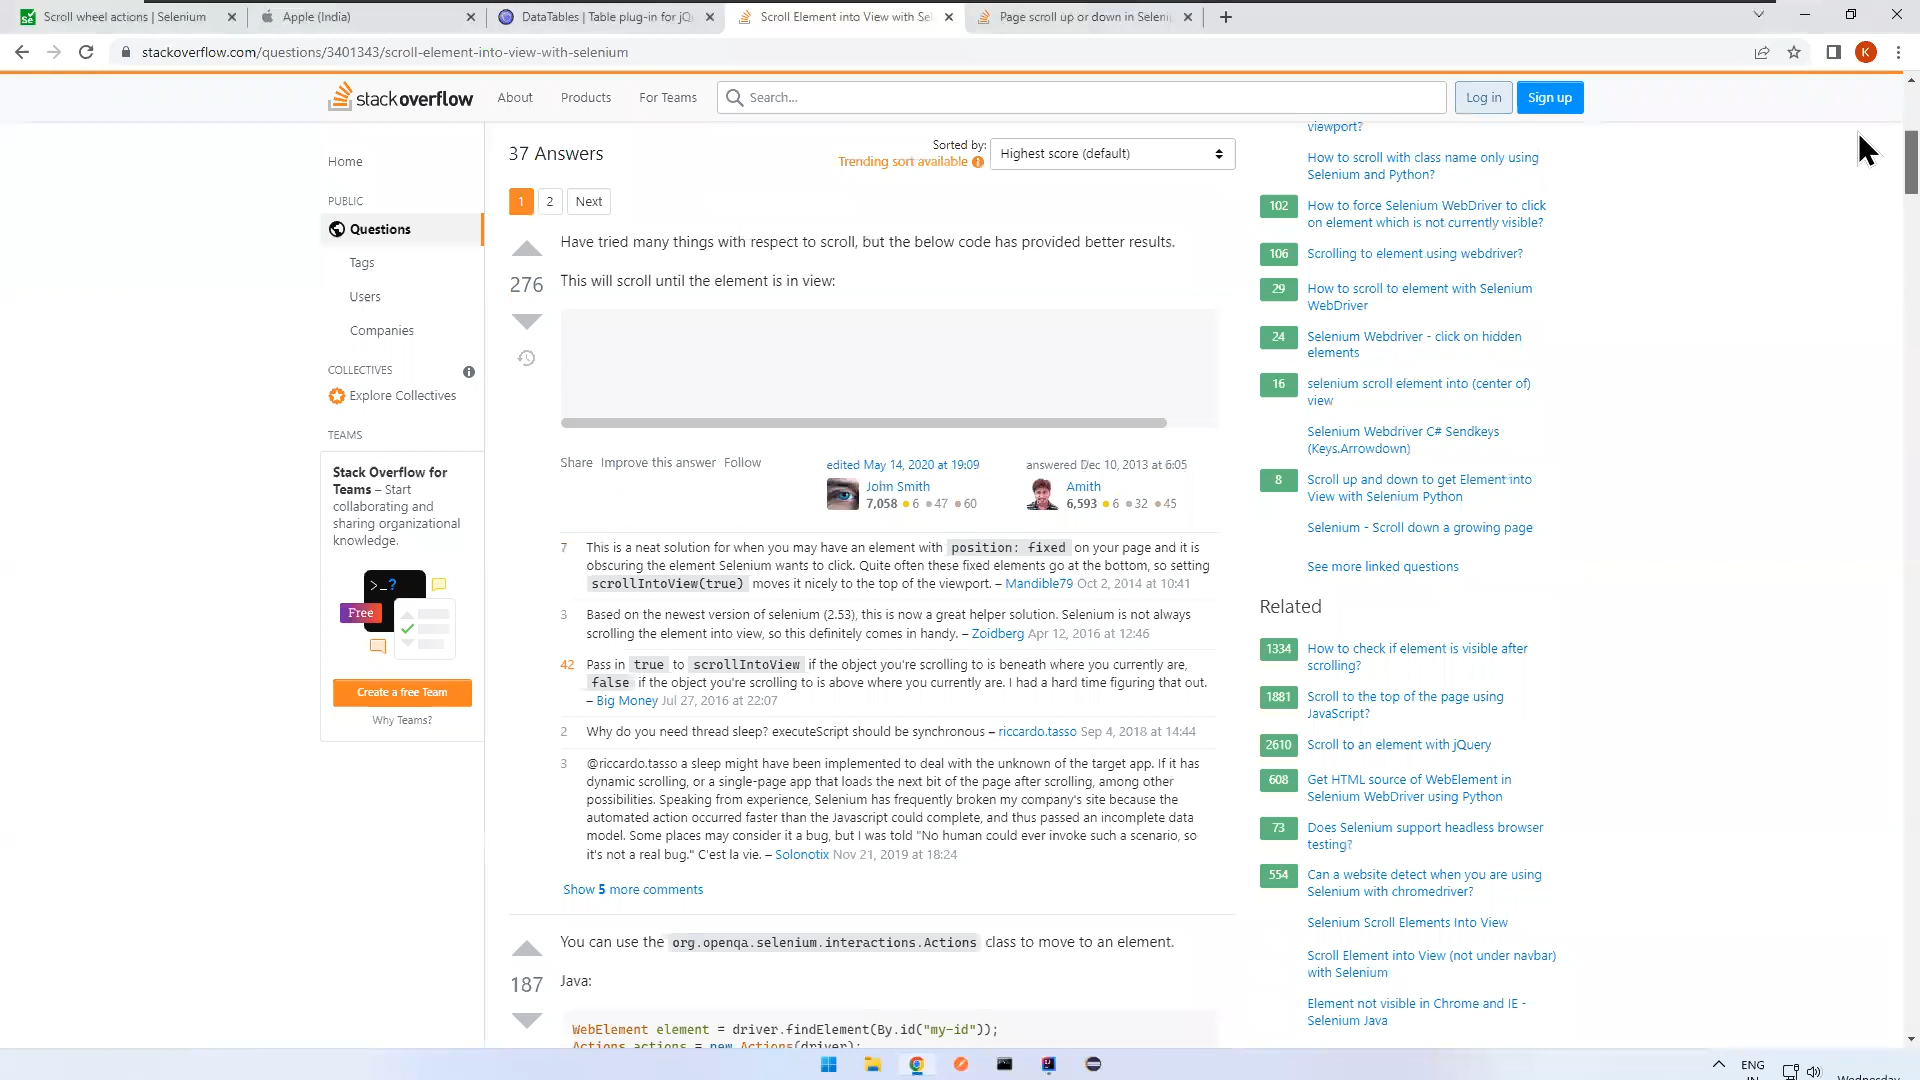 Scroll wheel actions | Selenium
Apple (India)
DataTables | Table plug-in for jQ
Scroll Element into View with Sel
Page scroll up or down in Seleni
stackoverflow.com/questions/3401343/scroll-element-into-view-with-selenium
K
stackoverflow
About
Products
For Teams
Search...
Log in
Sign up
Home
PUBLIC
Questions
Tags
Users
Companies
COLLECTIVES
Explore Collectives
TEAMS
Stack Overflow for
Teams – Start
collaborating and
sharing organizational
knowledge.
>_?
Free
Create a free Team
Why Teams?
37 Answers
Sorted by:
Trending sort available
Highest score (default)
1 2 Next
Have tried many things with respect to scroll, but the below code has provided better results.
276
This will scroll until the element is in view:
Share Improve this answer Follow
edited May 14, 2020 at 19:09
John Smith
7,058 6 47 60
answered Dec 10, 2013 at 6:05
Amith
6,593 6 32 45
7 This is a neat solution for when you may have an element with position: fixed on your page and it is
obscuring the element Selenium wants to click. Quite often these fixed elements go at the bottom, so setting
scrollIntoView(true) moves it nicely to the top of the viewport. – Mandible79 Oct 2, 2014 at 10:41
3 Based on the newest version of selenium (2.53), this is now a great helper solution. Selenium is not always
scrolling the element into view, so this definitely comes in handy. – Zoidberg Apr 12, 2016 at 12:46
42 Pass in true to scrollIntoView if the object you're scrolling to is beneath where you currently are,
false if the object you're scrolling to is above where you currently are. I had a hard time figuring that out.
– Big Money Jul 27, 2016 at 22:07
2 Why do you need thread sleep? executeScript should be synchronous – riccardo.tasso Sep 4, 2018 at 14:44
3 @riccardo.tasso a sleep might have been implemented to deal with the unknown of the target app. If it has
dynamic scrolling, or a single-page app that loads the next bit of the page after scrolling, among other
possibilities. Speaking from experience, Selenium has frequently broken my company's site because the
automated action occurred faster than the Javascript could complete, and thus passed an incomplete data
model. Some places may consider it a bug, but I was told "No human could ever invoke such a scenario, so
it's not a real bug." C'est la vie. – Solonotix Nov 21, 2019 at 18:24
Show 5 more comments
You can use the org.openqa.selenium.interactions.Actions class to move to an element.
187
Java:
WebElement element = driver.findElement(By.id("my-id"));
Actions actions = new Actions(driver);
viewport?
How to scroll with class name only using
Selenium and Python?
102 How to force Selenium WebDriver to click
on element which is not currently visible?
106 Scrolling to element using webdriver?
29 How to scroll to element with Selenium
WebDriver
24 Selenium Webdriver - click on hidden
elements
16 selenium scroll element into (center of)
view
Selenium Webdriver C# Sendkeys
(Keys.Arrowdown)
8 Scroll up and down to get Element into
View with Selenium Python
Selenium - Scroll down a growing page
See more linked questions
Related
1334 How to check if element is visible after
scrolling?
1881 Scroll to the top of the page using
JavaScript?
2610 Scroll to an element with jQuery
608 Get HTML source of WebElement in
Selenium WebDriver using Python
73 Does Selenium support headless browser
testing?
554 Can a website detect when you are using
Selenium with chromedriver?
Selenium Scroll Elements Into View
Scroll Element into View (not under navbar)
with Selenium
Element not visible in Chrome and IE -
Selenium Java
ENG
IN
Wednesday